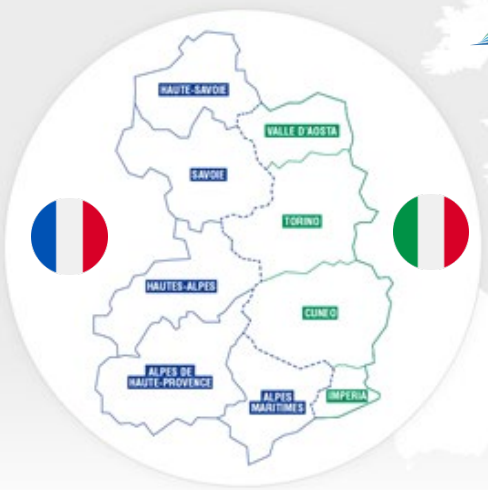 HAUTE-SAVOIE
VALLE D'AOSTA
SAVOIE
TORINO
HAUTES-ALPES
CUNEO
ALPES DE
HAUTE-PROVENCE
ALPES
MARITIMES
IMPERIA